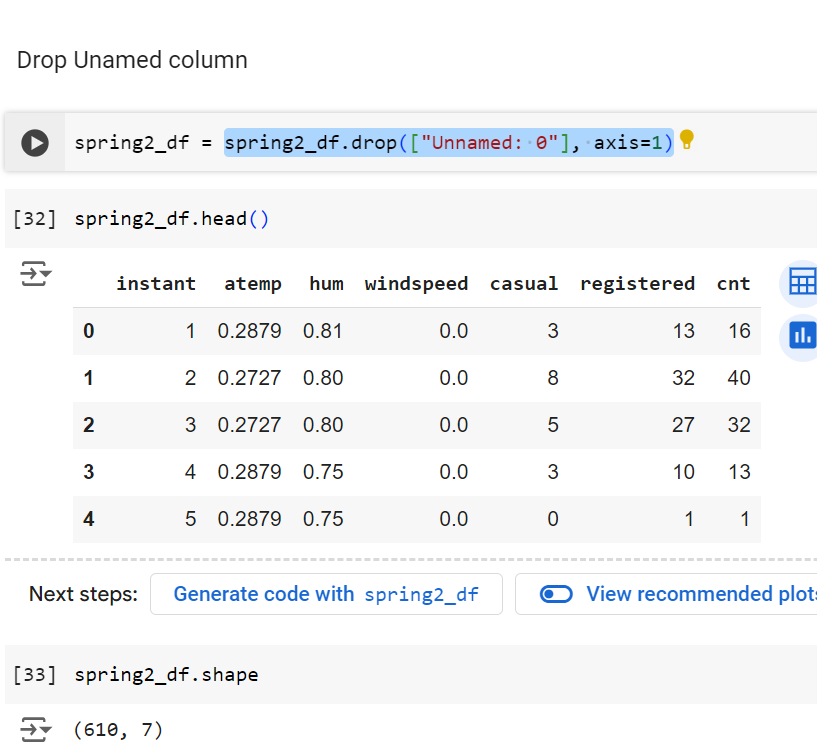 Drop Unamed column
spring2_df = spring2_df.drop(["Unnamed: 0"], axis=1)
[32] spring2_df.head()
instant atemp hum windspeed casual registered cnt
0 1 0.2879 0.81 0.0 3 13 16
1 2 0.2727 0.80 0.0 8 32 40
2 3 0.2727 0.80 0.0 5 27 32
3 4 0.2879 0.75 0.0 3 10 13
4 5 0.2879 0.75 0.0 0 1 1
Next steps: Generate code with spring2_df View recommended plots
[33] spring2_df.shape
(610, 7)